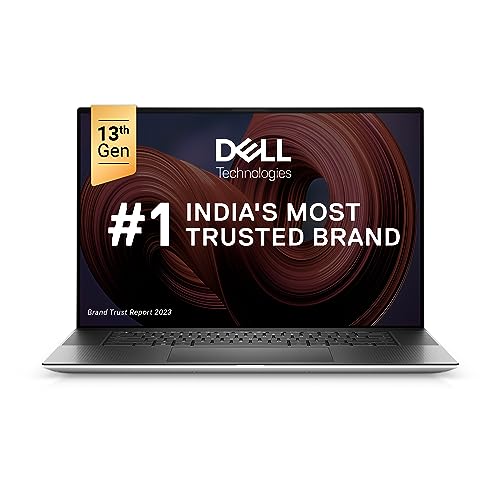 13th
Gen
DELL
Technologies
#1
INDIA'S MOST
TRUSTED BRAND
Brand Trust Report 2023